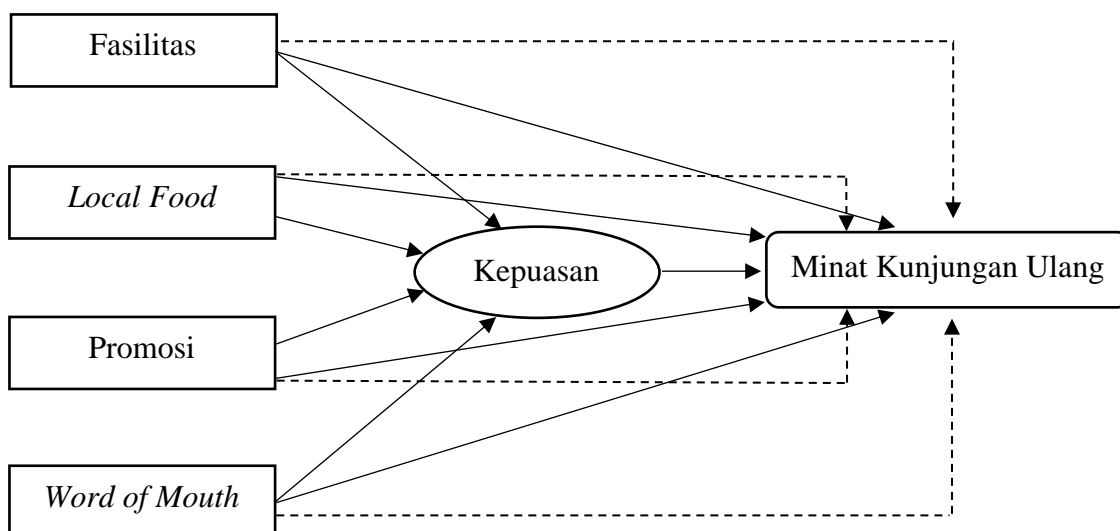 Fasilitas
Local Food
Kepuasan
Minat Kunjungan Ulang
Promosi
Word of Mouth